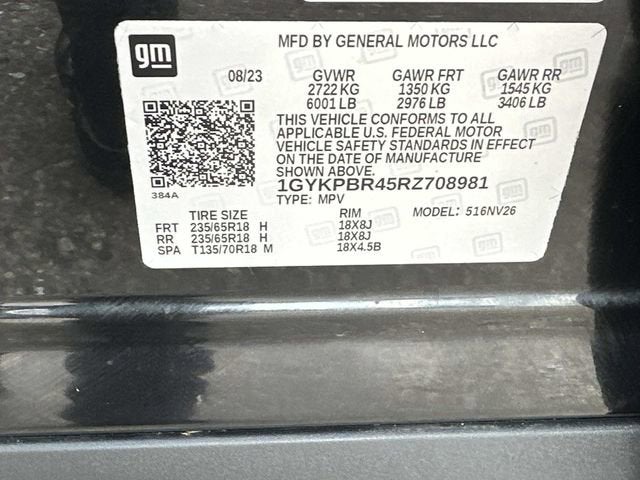 gm
MFD BY GENERAL MOTORS LLC
08/23 GVWR GAWR FRT GAWR RR
2722 KG 1350 KG 1545 KG
6001 LB 2976 LB 3406 LB
THIS VEHICLE CONFORMS TO ALL
APPLICABLE U.S. FEDERAL MOTOR
VEHICLE SAFETY STANDARDS IN EFFECT
ON THE DATE OF MANUFACTURE
SHOWN ABOVE.
1GYKPBR45RZ708981
384A
TYPE: MPV MODEL: 516NV26
TIRE SIZE RIM
FRT 235/65R18 H 18X8J
RR 235/65R18 H 18X8J
SPA T135/70R18 M 18X4.5B